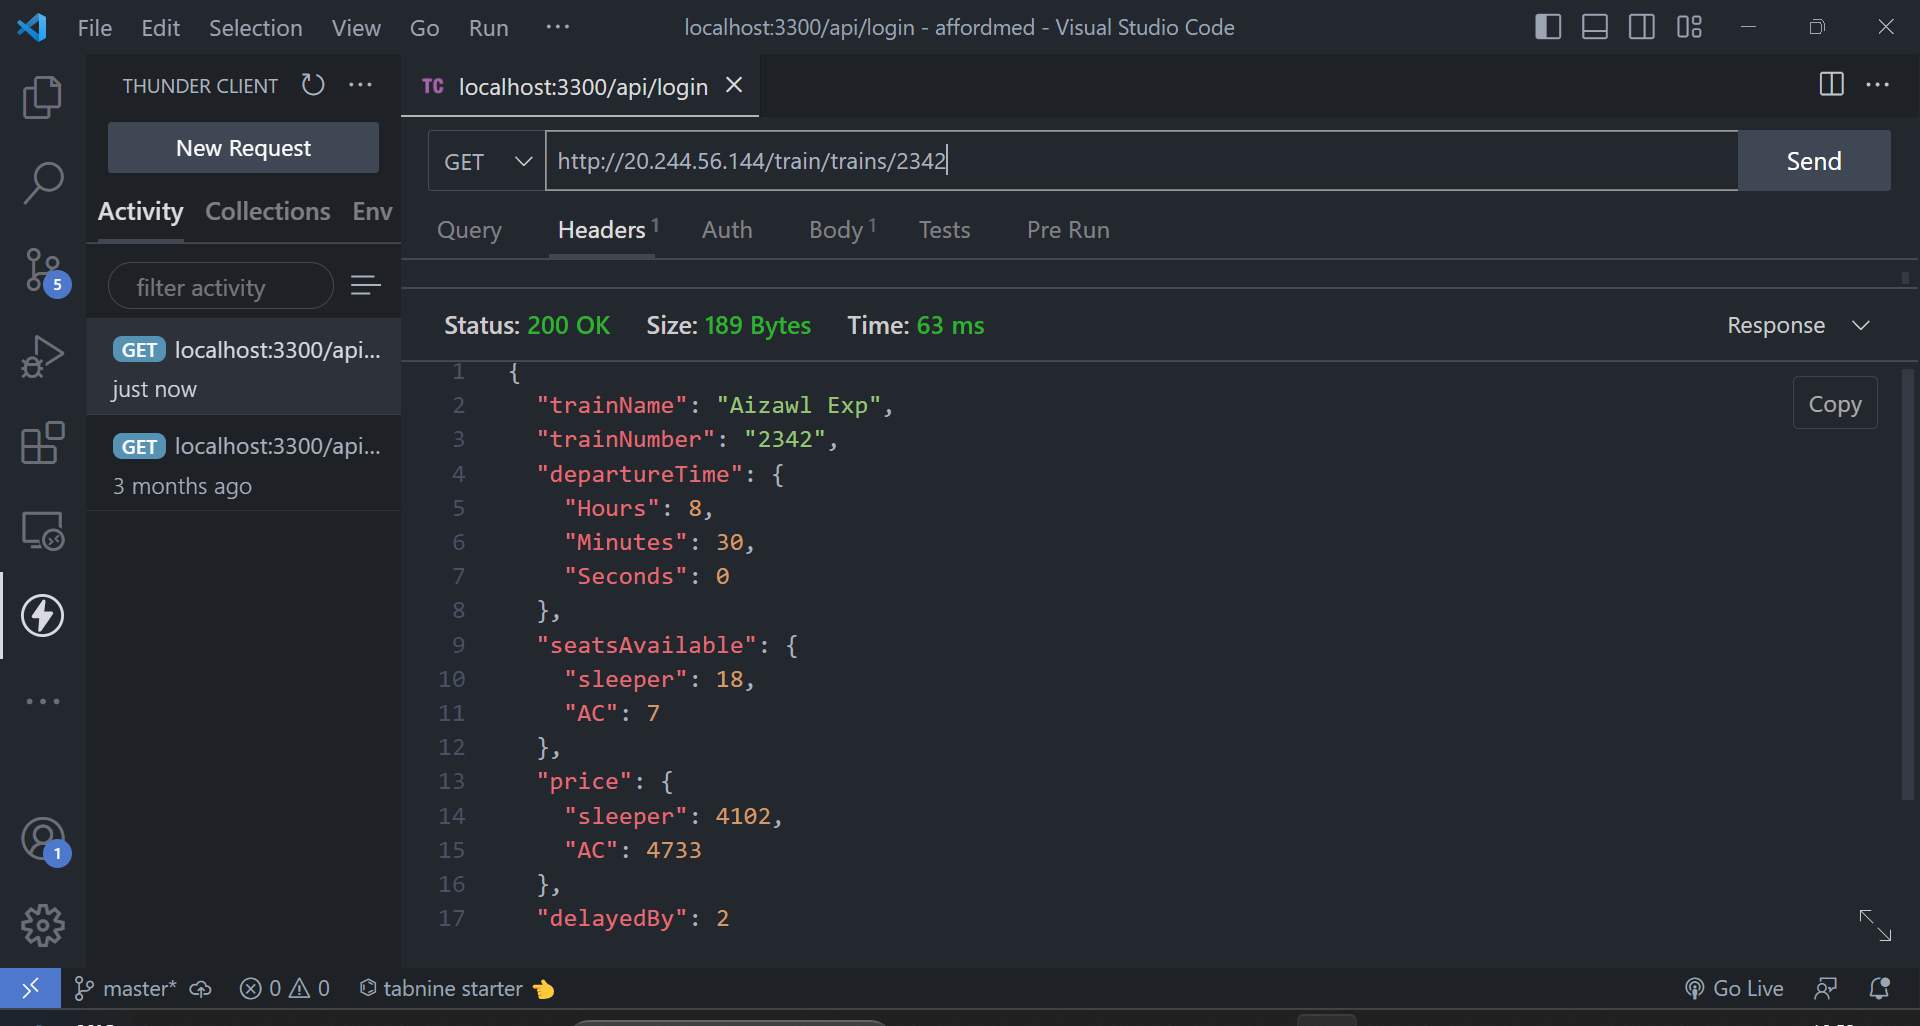 File Edit Selection View Go Run ··· localhost:3300/api/login - affordmed - Visual Studio Code
THUNDER CLIENT ···
TC localhost:3300/api/login
New Request
GET http://20.244.56.144/train/trains/2342 Send
Activity Collections Env
Query Headers 1 Auth Body 1 Tests Pre Run
filter activity
5
Status: 200 OK Size: 189 Bytes Time: 63 ms Response
GET localhost:3300/api...
just now
GET localhost:3300/api...
3 months ago
1 {
2 "trainName": "Aizawl Exp",
Copy
3 "trainNumber": "2342",
4 "departureTime": {
5 "Hours": 8,
6 "Minutes": 30,
7 "Seconds": 0
8 },
9 "seatsAvailable": {
10 "sleeper": 18,
11 "AC": 7
12 },
13 "price": {
14 "sleeper": 4102,
15 "AC": 4733
16 },
17 "delayedBy": 2
1
master* 0 0 tabnine starter Go Live